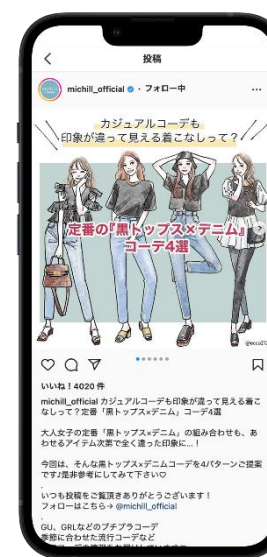 投稿
michill_official・フォロー中
カジュアルコーデも
印象が違って見える着こなしって？
定番の『黒トップス×デニム』
コーデ4選
@ecco212
いいね！4020 件
michill_official カジュアルコーデも印象が違って見える着こ
なしって？定番「黒トップス×デニム」コーデ4選
大人女子の定番「黒トップス×デニム」の組み合わせも、あ
わせるアイテム次第で全く違った印象に…！
今回は、そんな黒トップス×デニムコーデを4パターンご提案
です♪是非参考にしてみて下さい♡
.
いつも投稿をご覧頂きありがとうございます！
フォローはこちら→ @michill_official
.
GU、GRLなどのプチプラコーデ
季節に合わせた流行コーデなど